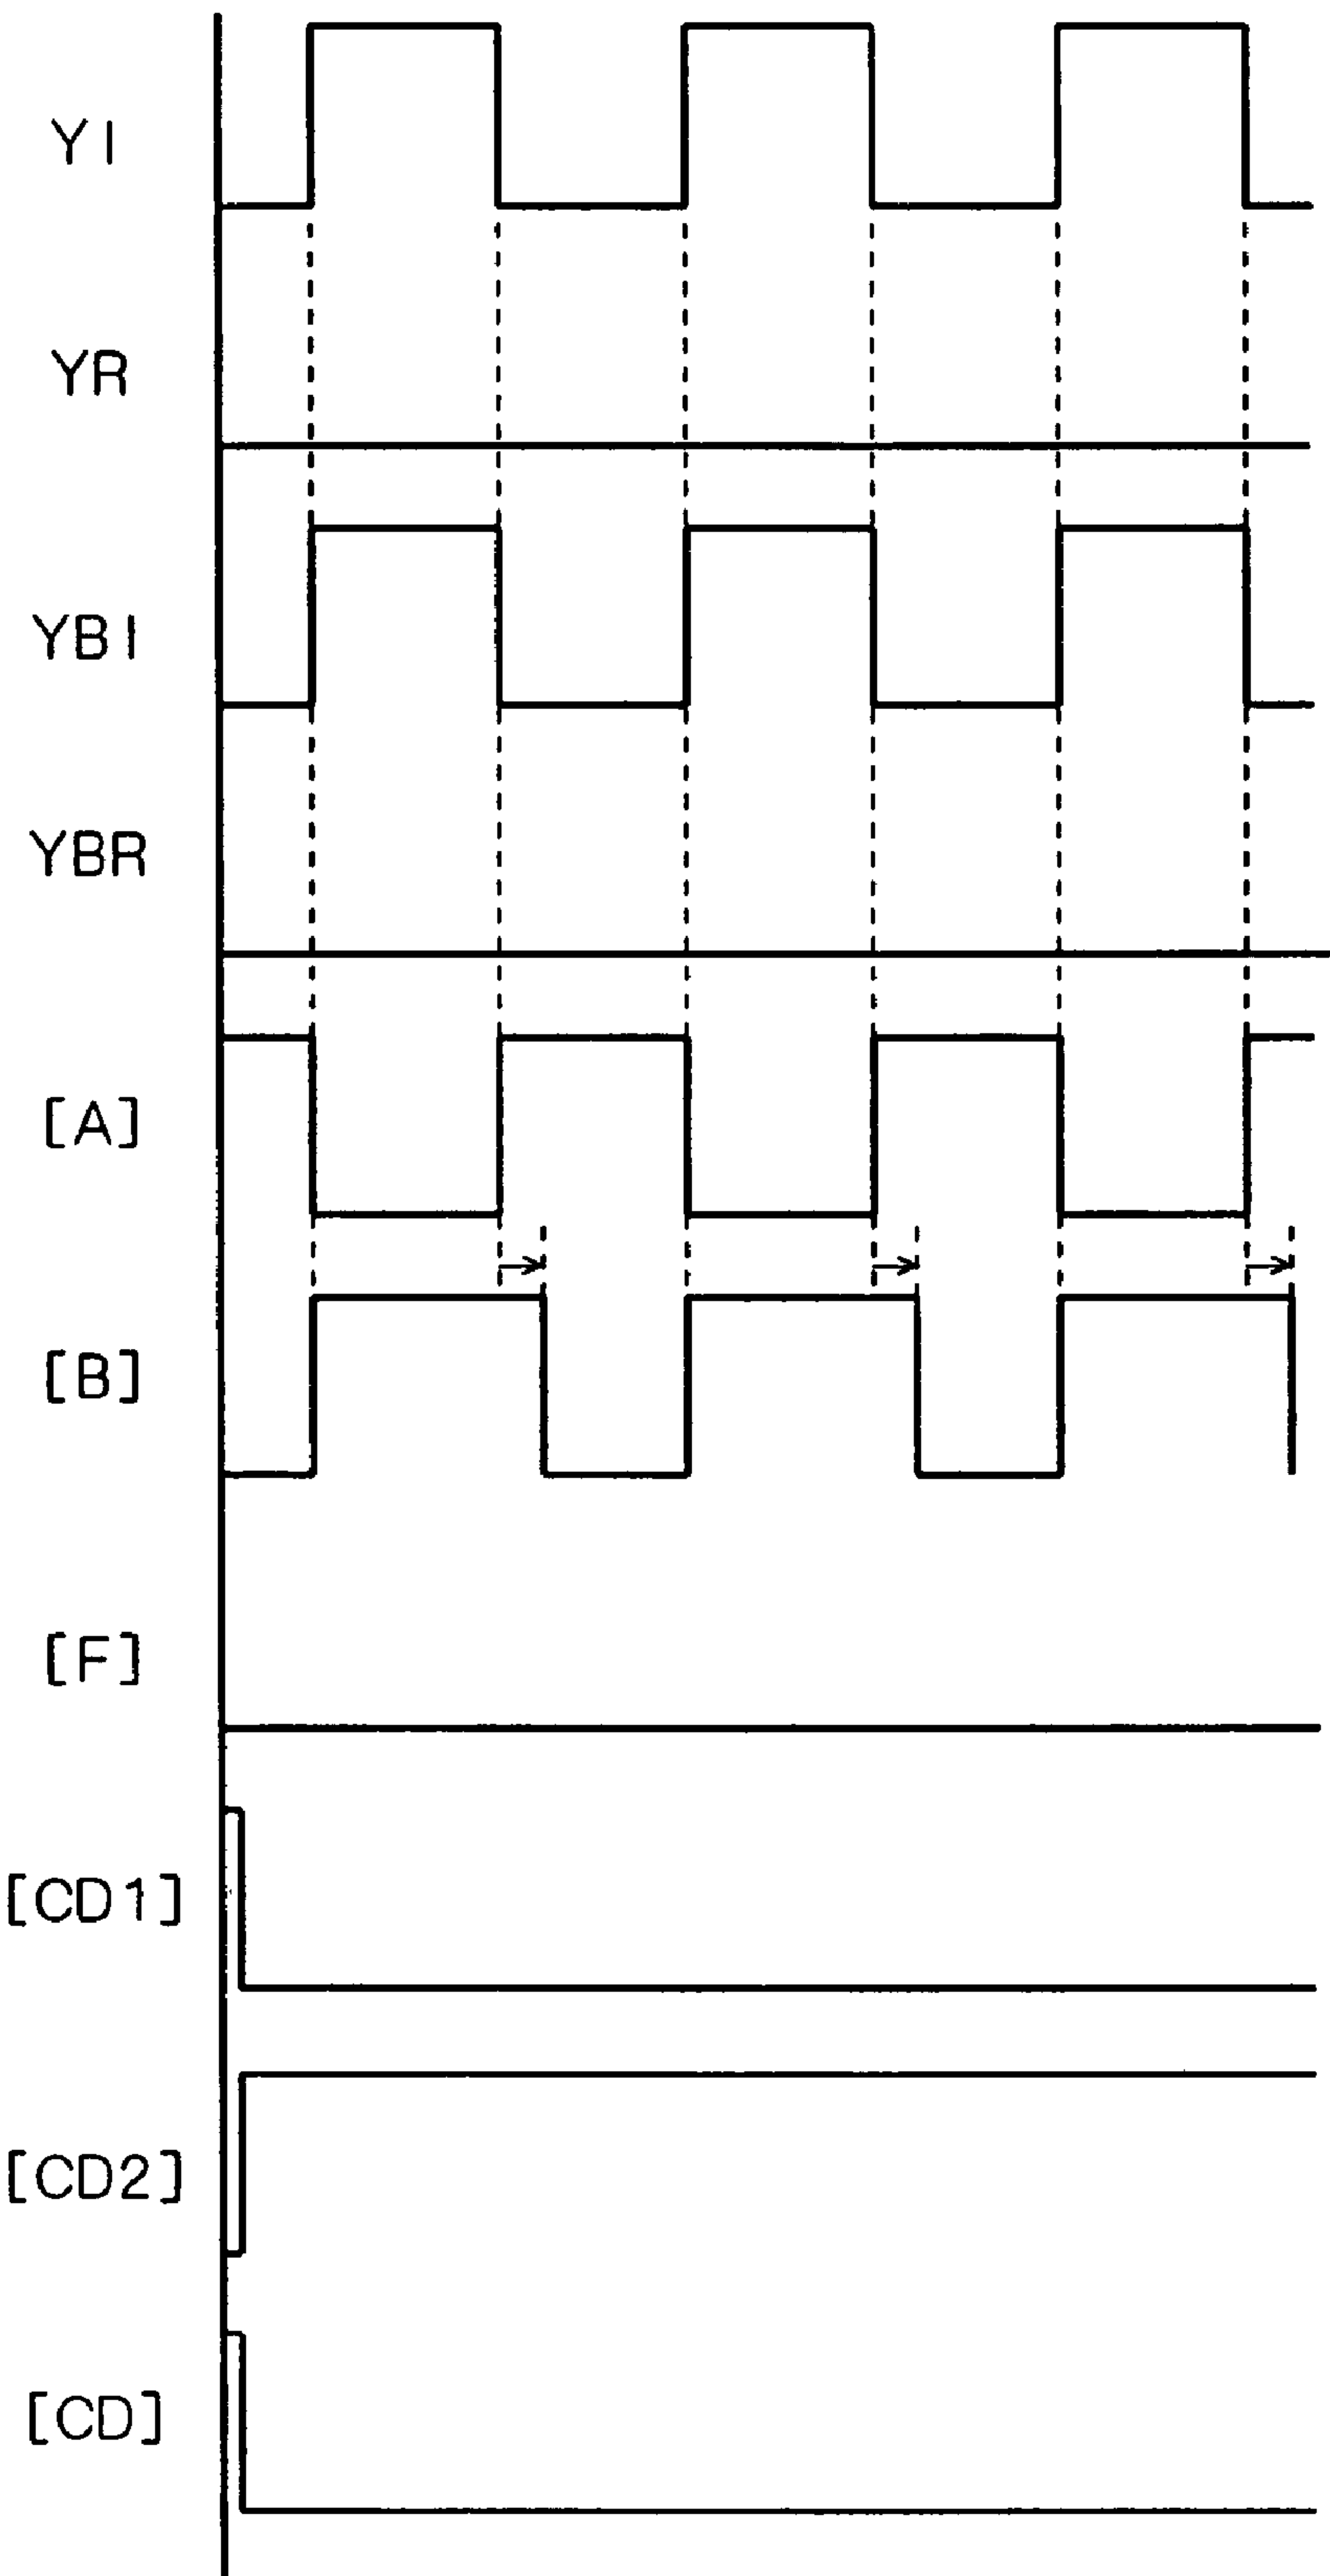 YI
YR
YBI
YBR
[A]
[B]
[F]
[CD1]
[CD2]
[CD]